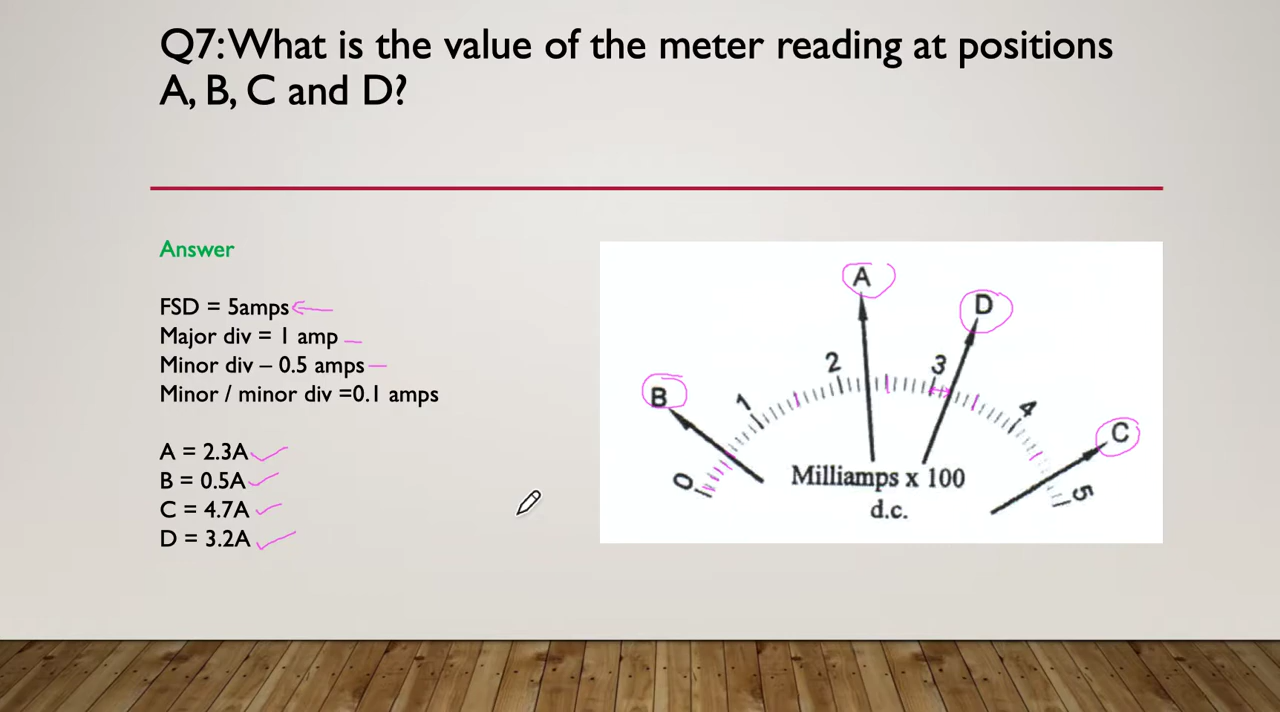 Q7: What is the value of the meter reading at positions
A, B, C and D?
Answer
FSD = 5amps
Major div = 1 amp
Minor div – 0.5 amps
Minor / minor div =0.1 amps
A = 2.3A
B = 0.5A
C = 4.7A
D = 3.2A
A
D
B
C
0
1
2
3
4
5
Milliamps x 100
d.c.